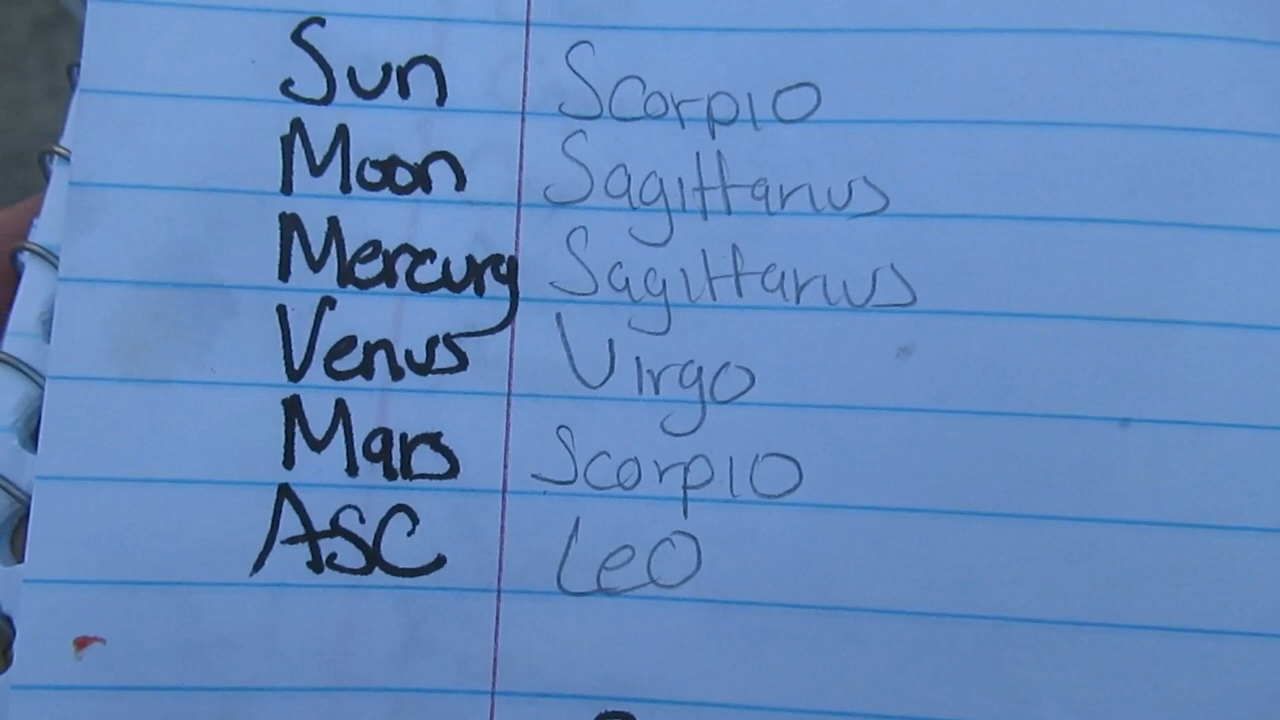 Sun Scorpio
Moon Sagittarius
Mercury Sagittarius
Venus Virgo
Mars Scorpio
ASC Leo